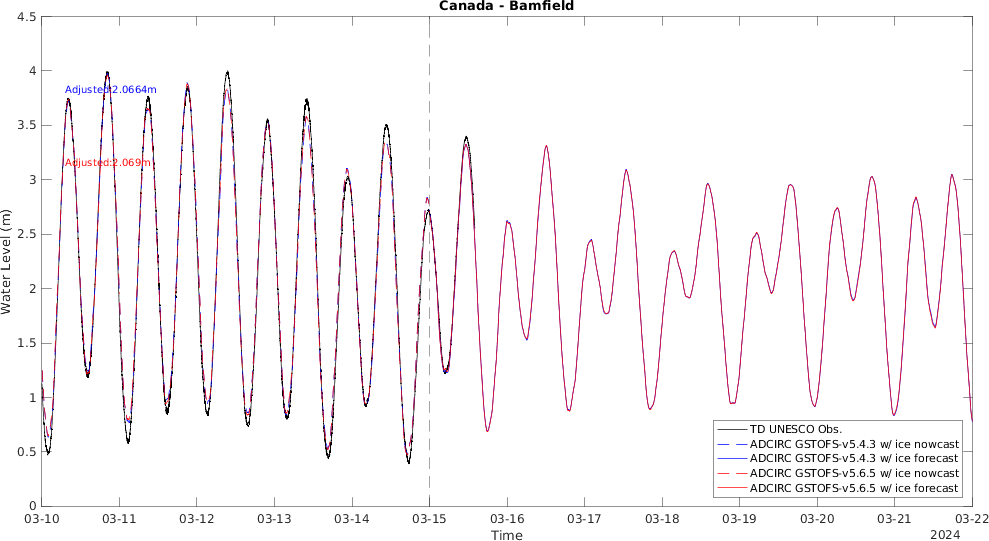 Canada - Bamfield
4.5
4
3.5
3
2.5
2
1.5
1
0.5
0
Water Level (m)
Adjusted:2.0664m
Adjusted:2.069m
TD UNESCO Obs.
ADCIRC GSTOFS-v5.4.3 w/ ice nowcast
ADCIRC GSTOFS-v5.4.3 w/ ice forecast
ADCIRC GSTOFS-v5.6.5 w/ ice nowcast
ADCIRC GSTOFS-v5.6.5 w/ ice forecast
03-10 03-11 03-12 03-13 03-14 03-15 03-16 03-17 03-18 03-19 03-20 03-21 03-22
Time
2024